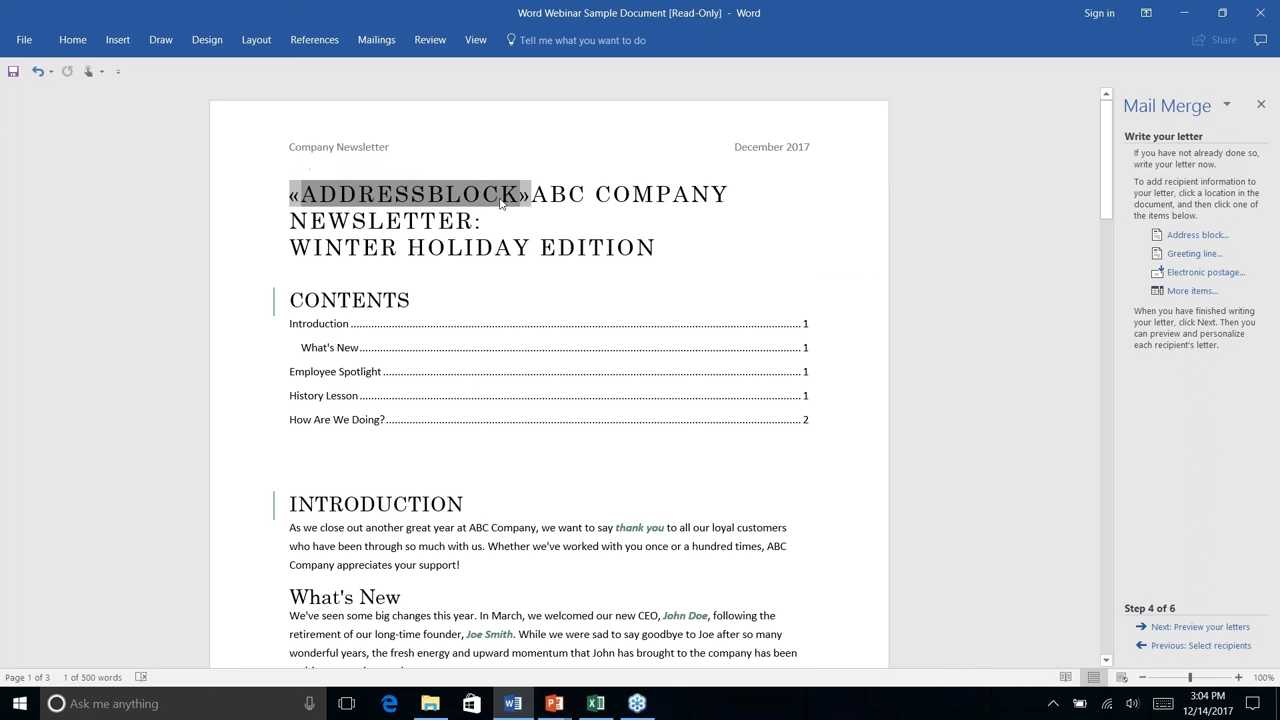 Word Webinar Sample Document [Read-Only] - Word
Sign in
File Home Insert Draw Design Layout References Mailings Review View Tell me what you want to do Share
Company Newsletter December 2017
«ADDRESSBLOCK»ABC COMPANY
NEWSLETTER:
WINTER HOLIDAY EDITION
CONTENTS
Introduction 1
What's New 1
Employee Spotlight 1
History Lesson 1
How Are We Doing? 2
INTRODUCTION
As we close out another great year at ABC Company, we want to say thank you to all our loyal customers
who have been through so much with us. Whether we've worked with you once or a hundred times, ABC
Company appreciates your support!
What's New
We've seen some big changes this year. In March, we welcomed our new CEO, John Doe, following the
retirement of our long-time founder, Joe Smith. While we were sad to say goodbye to Joe after so many
wonderful years, the fresh energy and upward momentum that John has brought to the company has been
Mail Merge
Write your letter
If you have not already done so,
write your letter now.
To add recipient information to
your letter, click a location in the
document, and then click one of
the items below.
Address block...
Greeting line...
Electronic postage...
More items...
When you have finished writing
your letter, click Next. Then you
can preview and personalize
each recipient's letter.
Step 4 of 6
Next: Preview your letters
Previous: Select recipients
Page 1 of 3 1 of 500 words 100%
Ask me anything
3:04 PM
12/14/2017